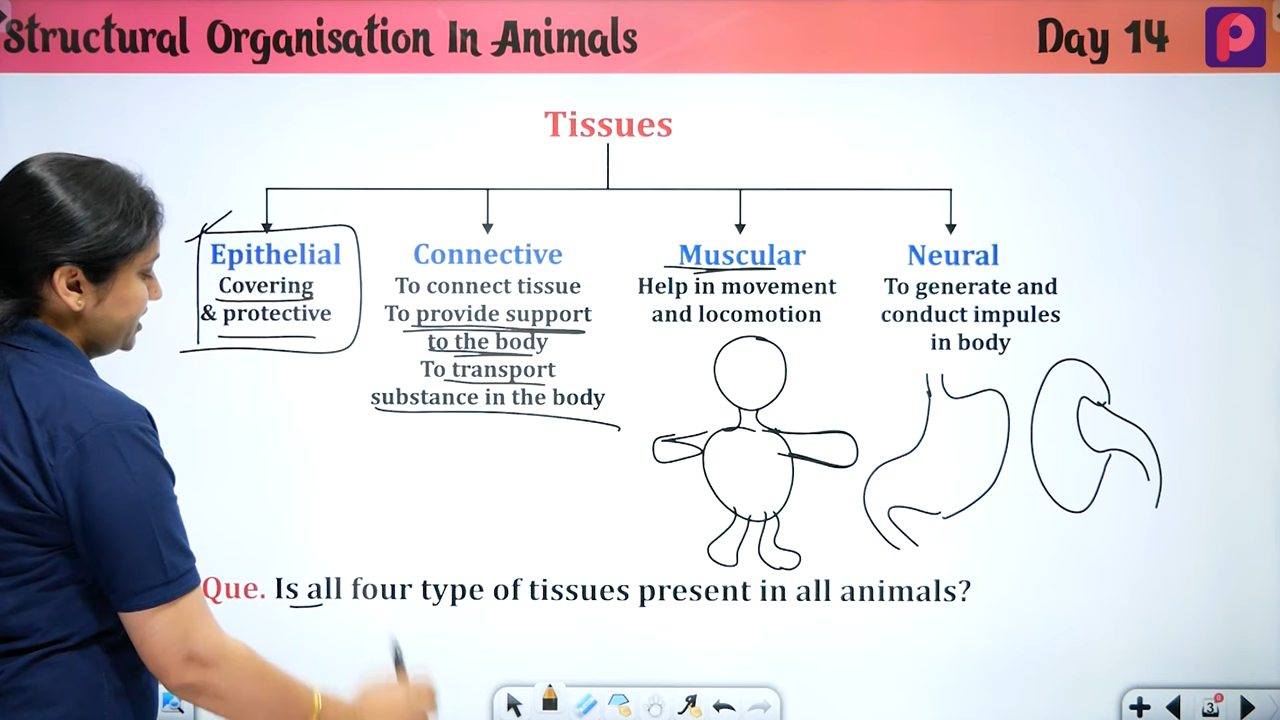 Structural Organisation In Animals
Day 14
Tissues
Epithelial
Covering
& protective
Connective
To connect tissue
To provide support
to the body
To transport
substance in the body
Muscular
Help in movement
and locomotion
Neural
To generate and
conduct impules
in body
Que. Is all four type of tissues present in all animals?
3